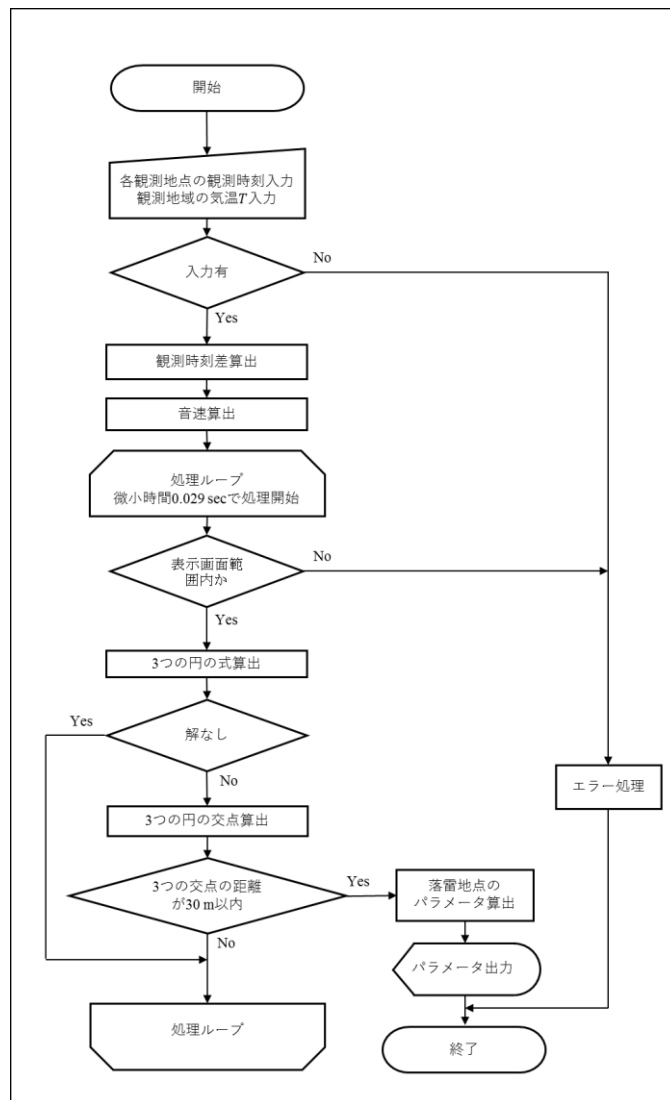 開始
各観測地点の観測時刻入力
観測地域の気温T入力
入力有
No
Yes
観測時刻差算出
音速算出
処理ループ
微小時間0.029 secで処理開始
表示画面範
囲内か
No
Yes
3つの円の式算出
Yes
解なし
No
エラー処理
3つの円の交点算出
3つの交点の距離
が30 m以内
Yes
落雷地点の
パラメータ算出
No
パラメータ出力
処理ループ
終了